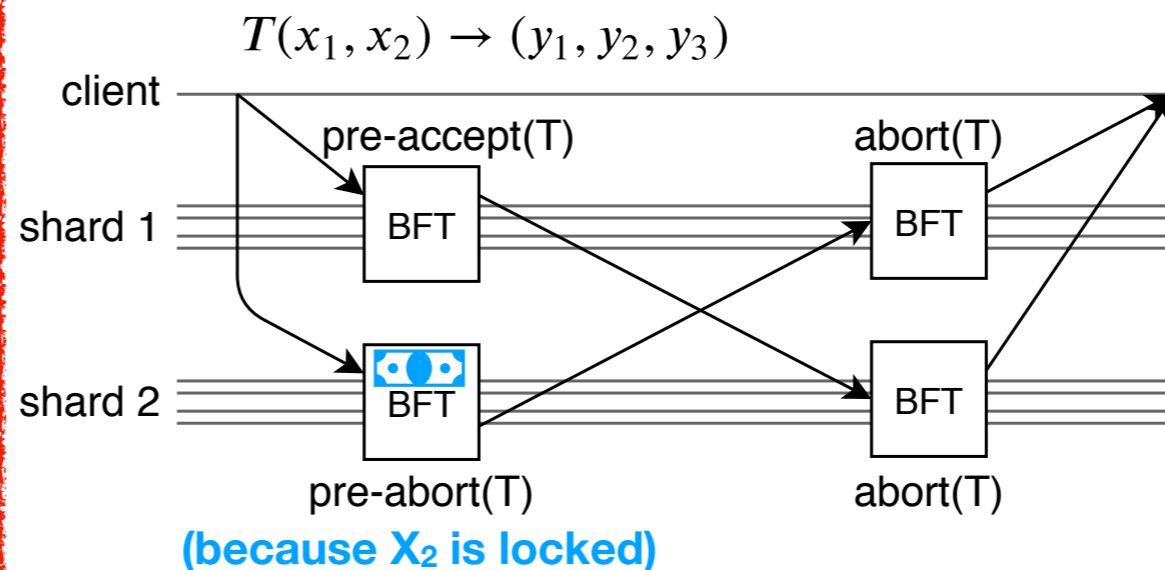 T(x₁, x₂) → (y₁, y₂, y₃)
client
pre-accept(T)
abort(T)
shard 1
BFT
BFT
shard 2
BFT
BFT
pre-abort(T)
abort(T)
(because X₂ is locked)